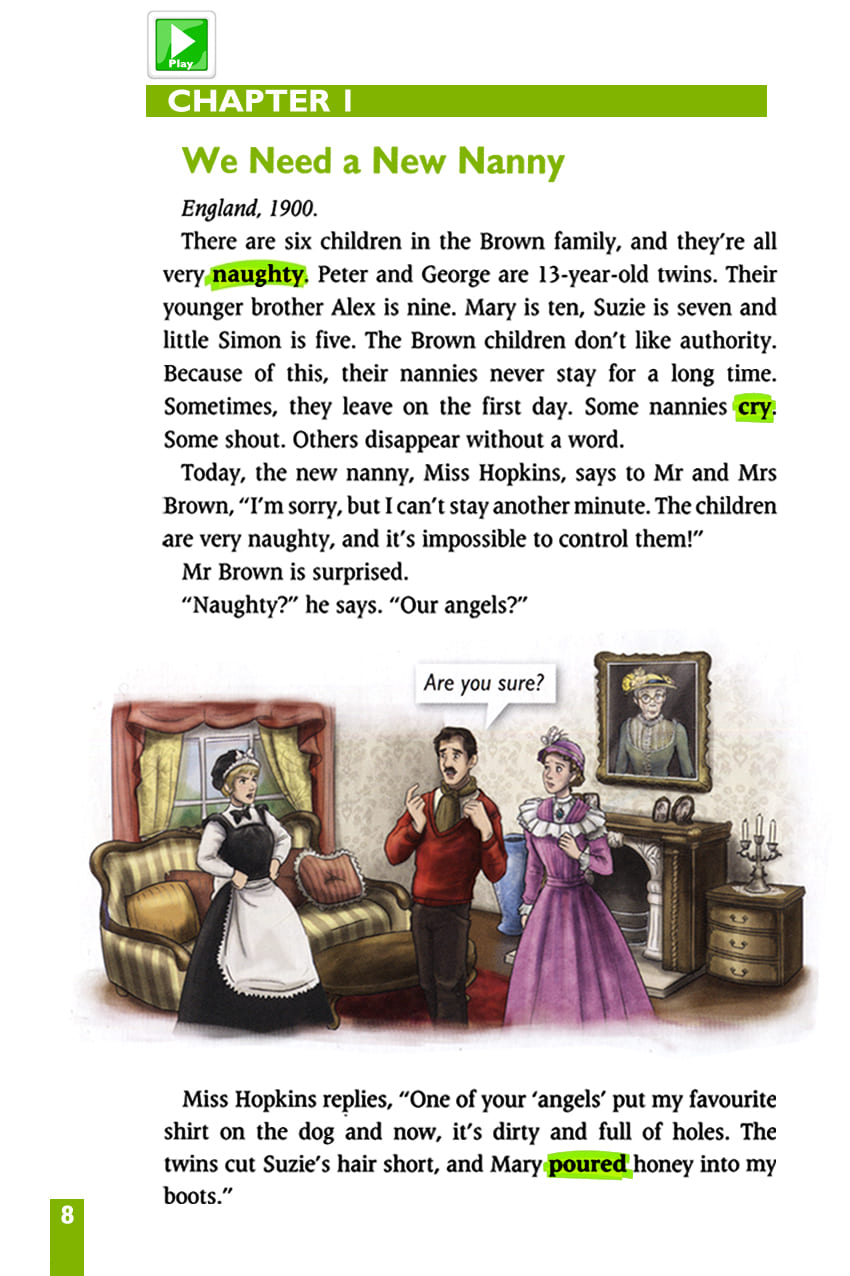 Play
CHAPTER 1
We Need a New Nanny
England, 1900.
There are six children in the Brown family, and they're all
very naughty. Peter and George are 13-year-old twins. Their
younger brother Alex is nine. Mary is ten, Suzie is seven and
little Simon is five. The Brown children don't like authority.
Because of this, their nannies never stay for a long time.
Sometimes, they leave on the first day. Some nannies cry.
Some shout. Others disappear without a word.
Today, the new nanny, Miss Hopkins, says to Mr and Mrs
Brown, "I'm sorry, but I can't stay another minute. The children
are very naughty, and it's impossible to control them!"
Mr Brown is surprised.
"Naughty?" he says. "Our angels?"
Are you sure?
Miss Hopkins replies, "One of your 'angels' put my favourite
shirt on the dog and now, it's dirty and full of holes. The
twins cut Suzie's hair short, and Mary poured honey into my
boots."
8